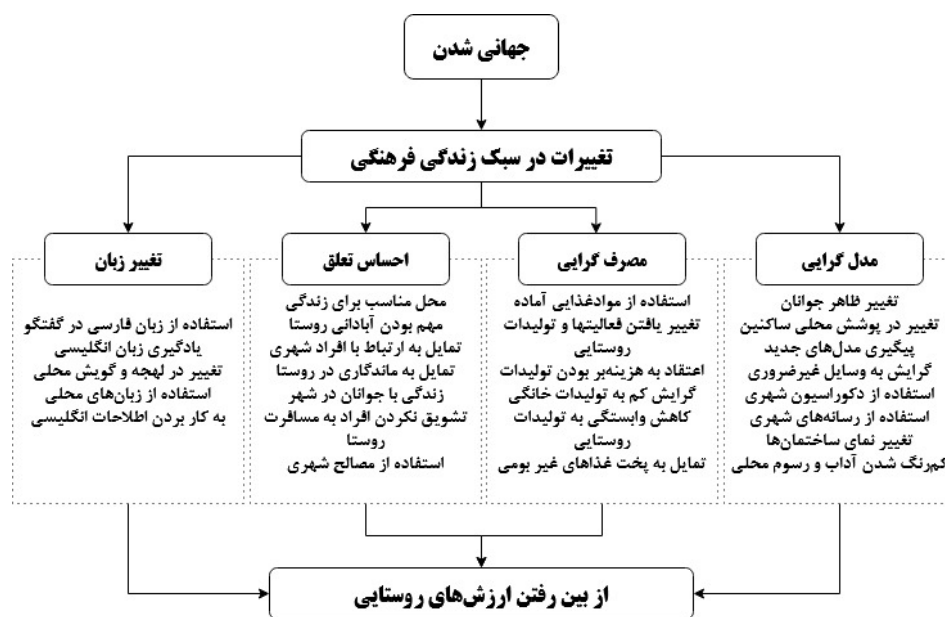 جهانی شدن
تغییرات در سبک زندگی فرهنگی
مدل گرایی
تغییر ظاهر جوانان
تغییر در پوشش محلی ساکنین
پیگیری مدل‌های جدید
گرایش به وسایل غیرضروری
استفاده از دکوراسیون شهری
استفاده از رسانه‌های شهری
تغییر نمای ساختمان‌ها
کم‌رنگ شدن آداب و رسوم محلی
مصرف گرایی
استفاده از موادغذایی آماده
تغییر یافتن فعالیتها و تولیدات
روستایی
اعتقاد به هزینه‌بر بودن تولیدات
گرایش کم به تولیدات خانگی
کاهش وابستگی به تولیدات
روستایی
تمایل به پخت غذاهای غیر بومی
احساس تعلق
محل مناسب برای زندگی
مهم بودن آبادانی روستا
تمایل به ارتباط با افراد شهری
تمایل به ماندگاری در روستا
زندگی با جوانان در شهر
تشویق نکردن افراد به مسافرت
روستا
استفاده از مصالح شهری
تغییر زبان
استفاده از زبان فارسی در گفتگو
یادگیری زبان انگلیسی
تغییر در لهجه و گویش محلی
استفاده از زبان‌های محلی
به کار بردن اطلاحات انگلیسی
از بین رفتن ارزش‌های روستایی